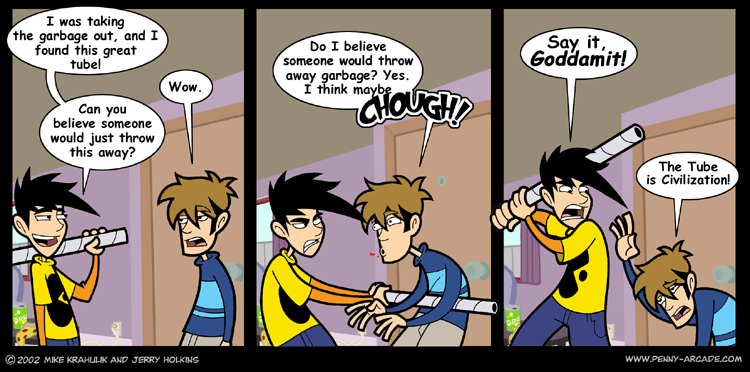 I was taking
the garbage out, and I
found this great
tube!
Can you
believe someone
would just throw
this away?
Wow.
Do I believe
someone would throw
away garbage? Yes.
I think maybe
CHOUGH!
Say it,
Goddamit!
The Tube
is Civilization!
© 2002 MIKE KRAHULIK AND JERRY HOLKINS
WWW.PENNY-ARCADE.COM